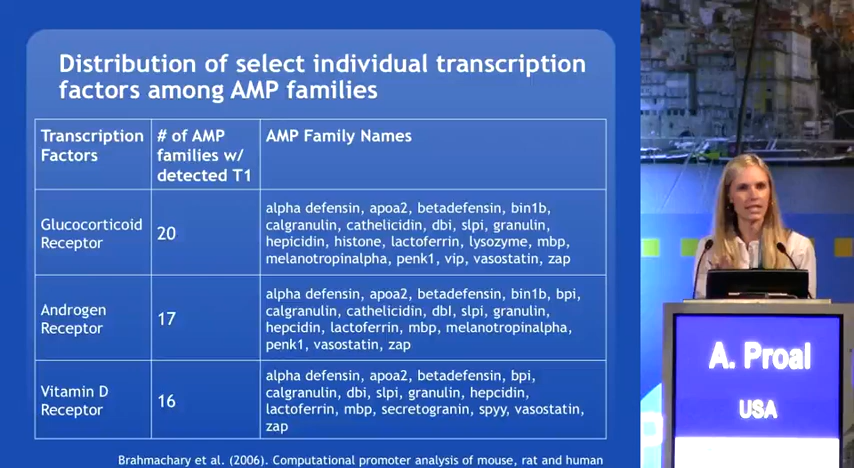 Distribution of select individual transcription
factors among AMP families
Transcription
Factors
# of AMP
families w/
detected T1
AMP Family Names
Glucocorticoid
Receptor
20
alpha defensin, apoa2, betadefensin, bin1b,
calgranulin, cathelicidin, dbi, slpi, granulin,
hepicidin, histone, lactoferrin, lysozyme, mbp,
melanotropinalpha, penk1, vip, vasostatin, zap
Androgen
Receptor
17
alpha defensin, apoa2, betadefensin, bin1b, bpi,
calgranulin, cathelicidin, dbl, slpi, granulin,
hepcidin, lactoferrin, mbp, melanotropinalpha,
penk1, vasostatin, zap
Vitamin D
Receptor
16
alpha defensin, apoa2, betadefensin, bpi,
calgranulin, dbi, slpi, granulin, hepcidin,
lactoferrin, mbp, secretogranin, spyy, vasostatin,
zap
Brahmachary et al. (2006). Computational promoter analysis of mouse, rat and human
A. Proal
USA